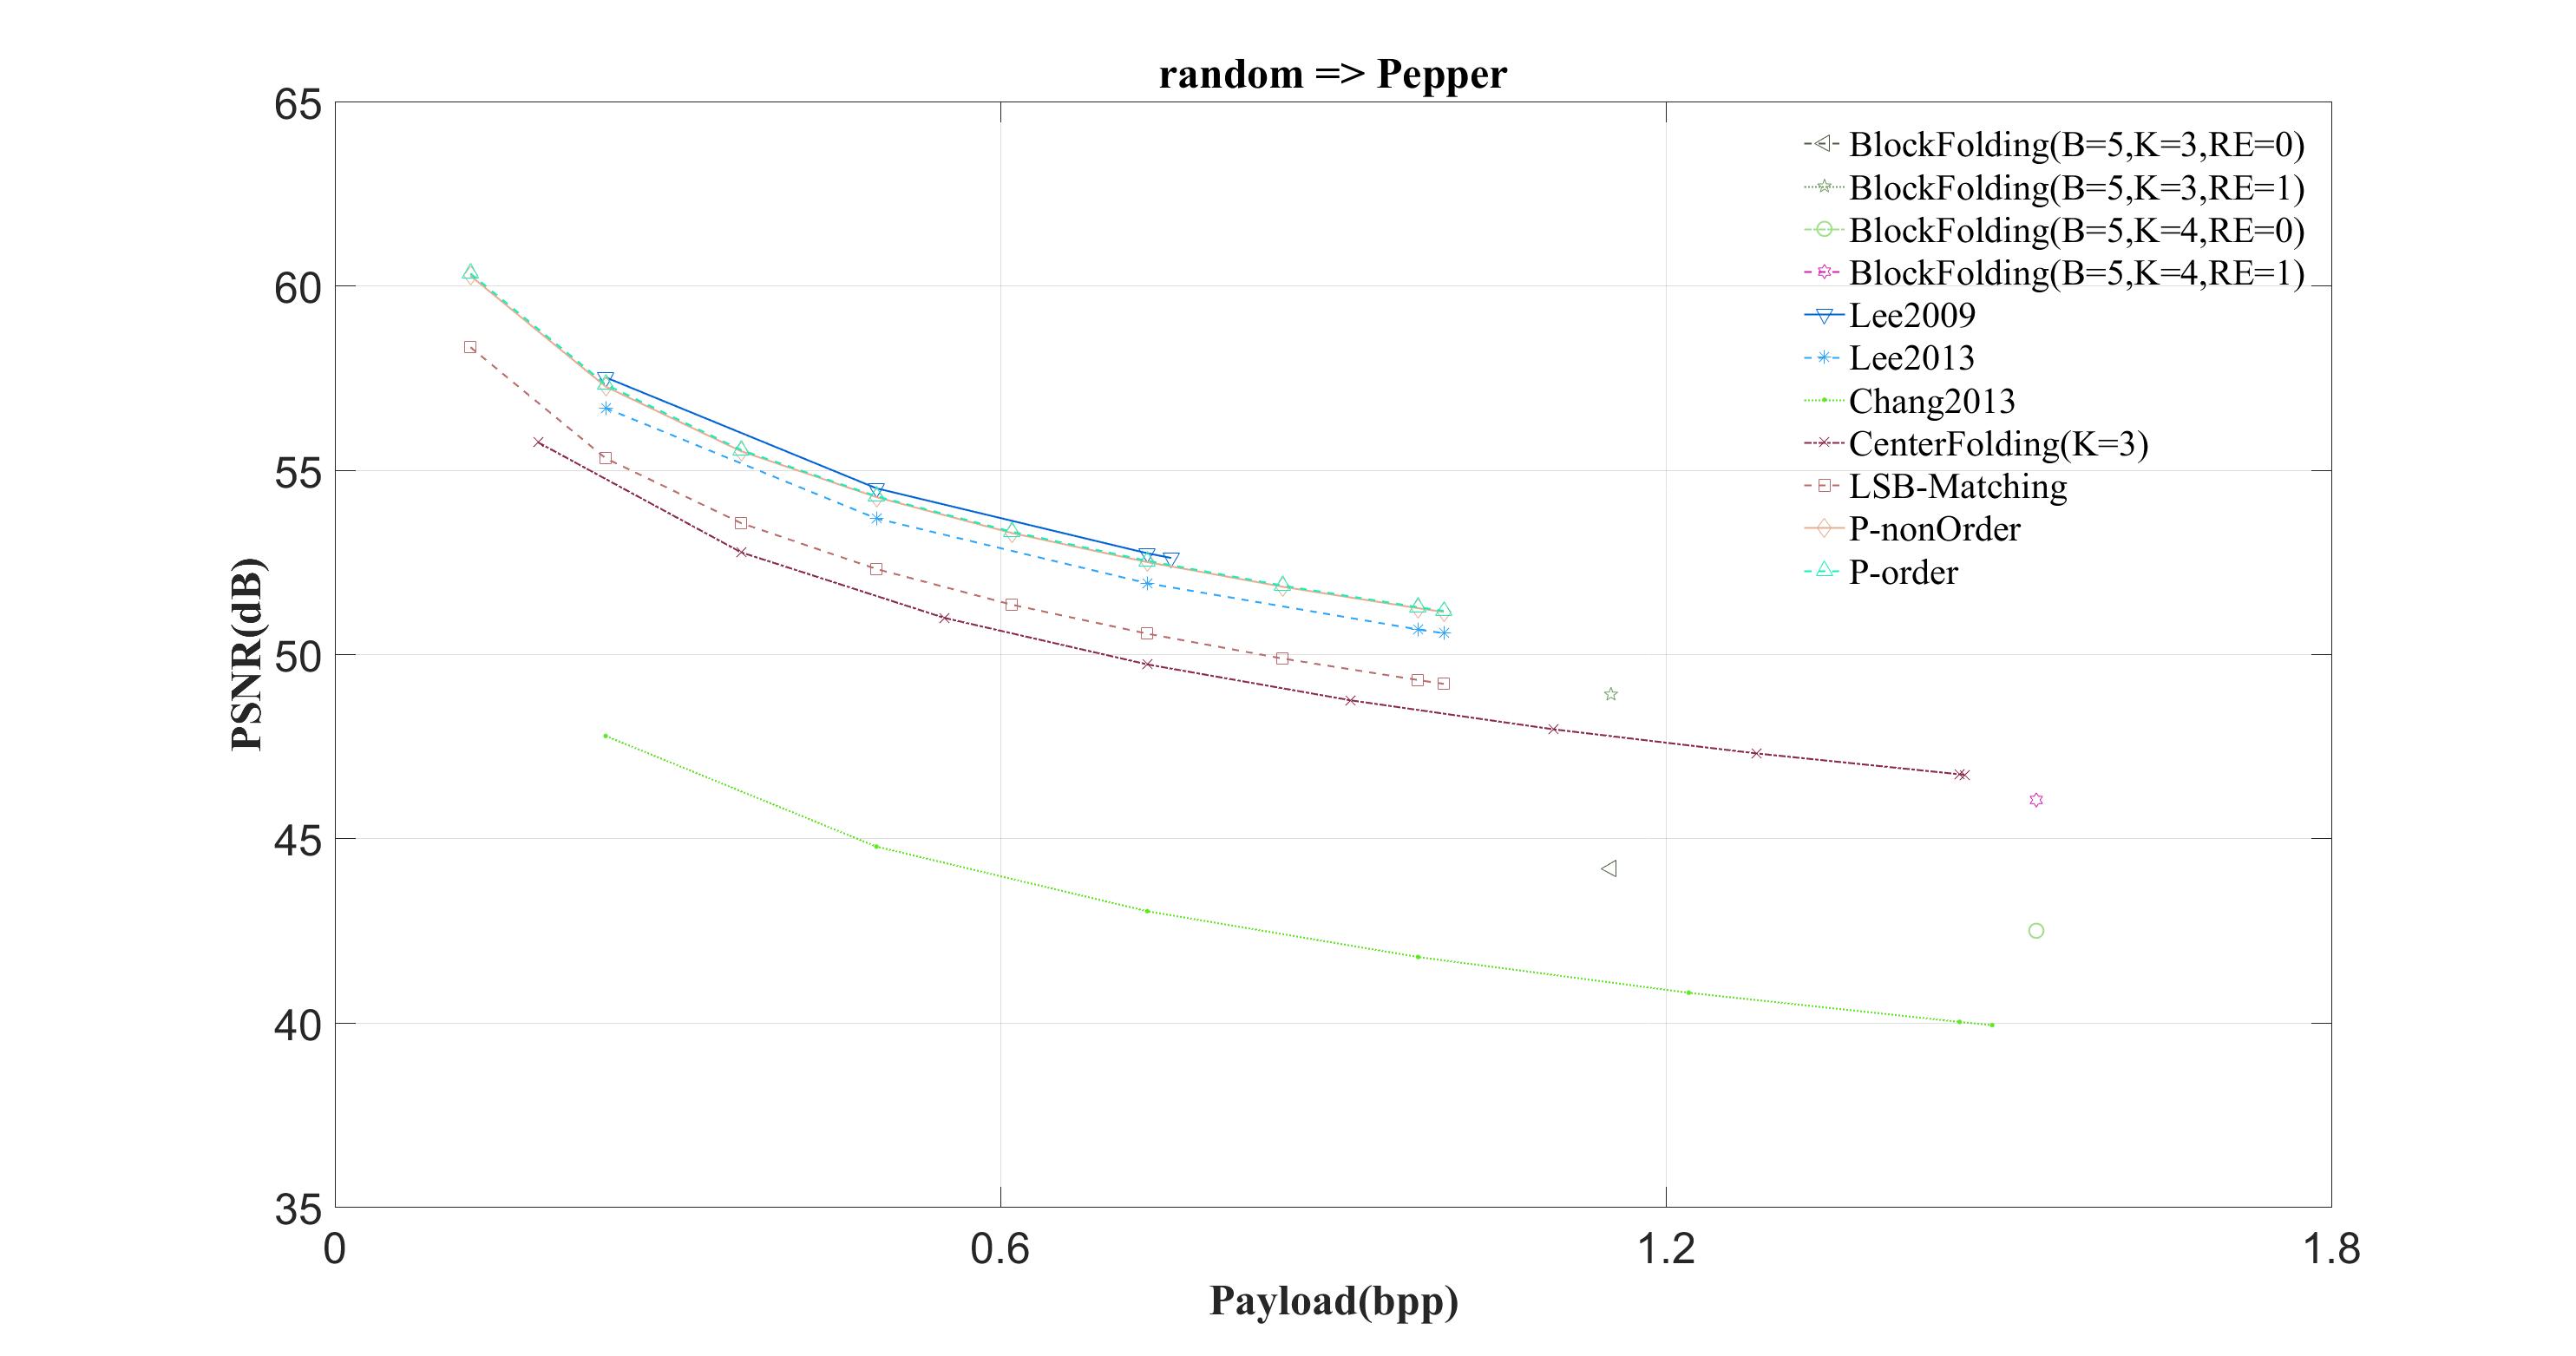 random => Pepper
65
60
55
50
45
40
35
PSNR(dB)
BlockFolding(B=5,K=3,RE=0)
BlockFolding(B=5,K=3,RE=1)
BlockFolding(B=5,K=4,RE=0)
BlockFolding(B=5,K=4,RE=1)
Lee2009
Lee2013
Chang2013
CenterFolding(K=3)
LSB-Matching
P-nonOrder
P-order
0 0.6 1.2 1.8
Payload(bpp)